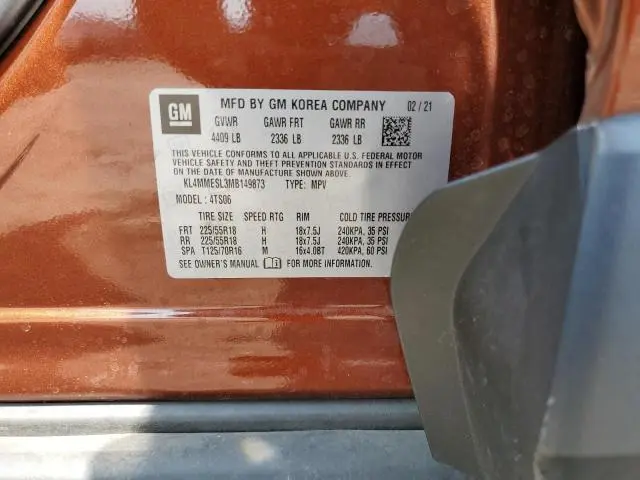 GM
MFD BY GM KOREA COMPANY 02/21
GVWR GAWR FRT GAWR RR
4409 LB 2336 LB 2336 LB
THIS VEHICLE CONFORMS TO ALL APPLICABLE U.S. FEDERAL MOTOR
VEHICLE SAFETY AND THEFT PREVENTION STANDARDS IN EFFECT
ON THE DATE OF MANUFACTURE SHOWN ABOVE.
KL4MMESL3MB149873 TYPE: MPV
MODEL: 4TS06
TIRE SIZE SPEED RTG RIM COLD TIRE PRESSURE
FRT 225/55R18 H 18x7.5J 240KPA, 35 PSI
RR 225/55R18 H 18x7.5J 240KPA, 35 PSI
SPA T125/70R16 M 16x4.0BT 420KPA, 60 PSI
SEE OWNER'S MANUAL FOR MORE INFORMATION.